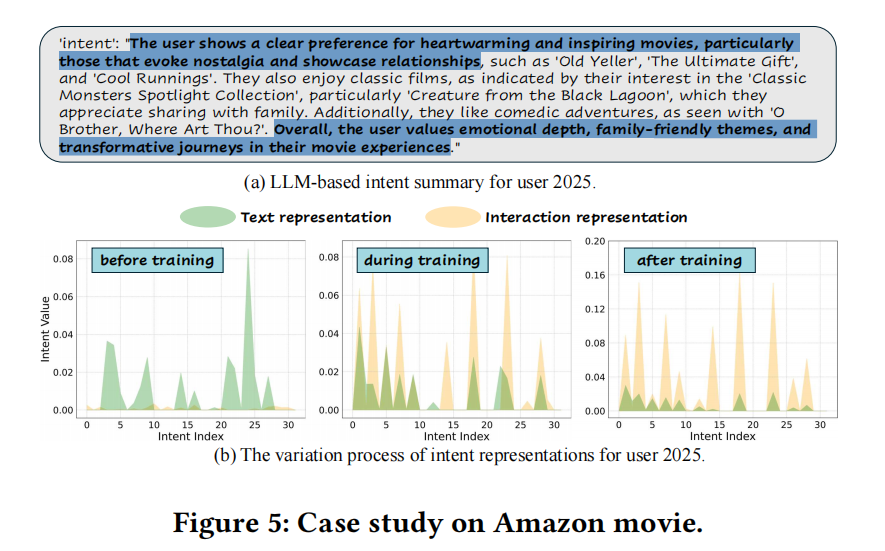 'intent': "The user shows a clear preference for heartwarming and inspiring movies, particularly
those that evoke nostalgia and showcase relationships, such as 'Old Yeller', 'The Ultimate Gift',
and 'Cool Runnings'. They also enjoy classic films, as indicated by their interest in the 'Classic
Monsters Spotlight Collection', particularly 'Creature from the Black Lagoon', which they
appreciate sharing with family. Additionally, they like comedic adventures, as seen with 'O
Brother, Where Art Thou?'. Overall, the user values emotional depth, family-friendly themes, and
transformative journeys in their movie experiences."
(a) LLM-based intent summary for user 2025.
Text representation Interaction representation
before training
0.08
0.06
0.04
0.02
0.00
Intent Value
0 5 10 15 20 25 30
Intent Index
during training
0.08
0.06
0.04
0.02
0.00
0 5 10 15 20 25 30
Intent Index
after training
0.20
0.16
0.12
0.08
0.04
0.00
0 5 10 15 20 25 30
Intent Index
(b) The variation process of intent representations for user 2025.
Figure 5: Case study on Amazon movie.